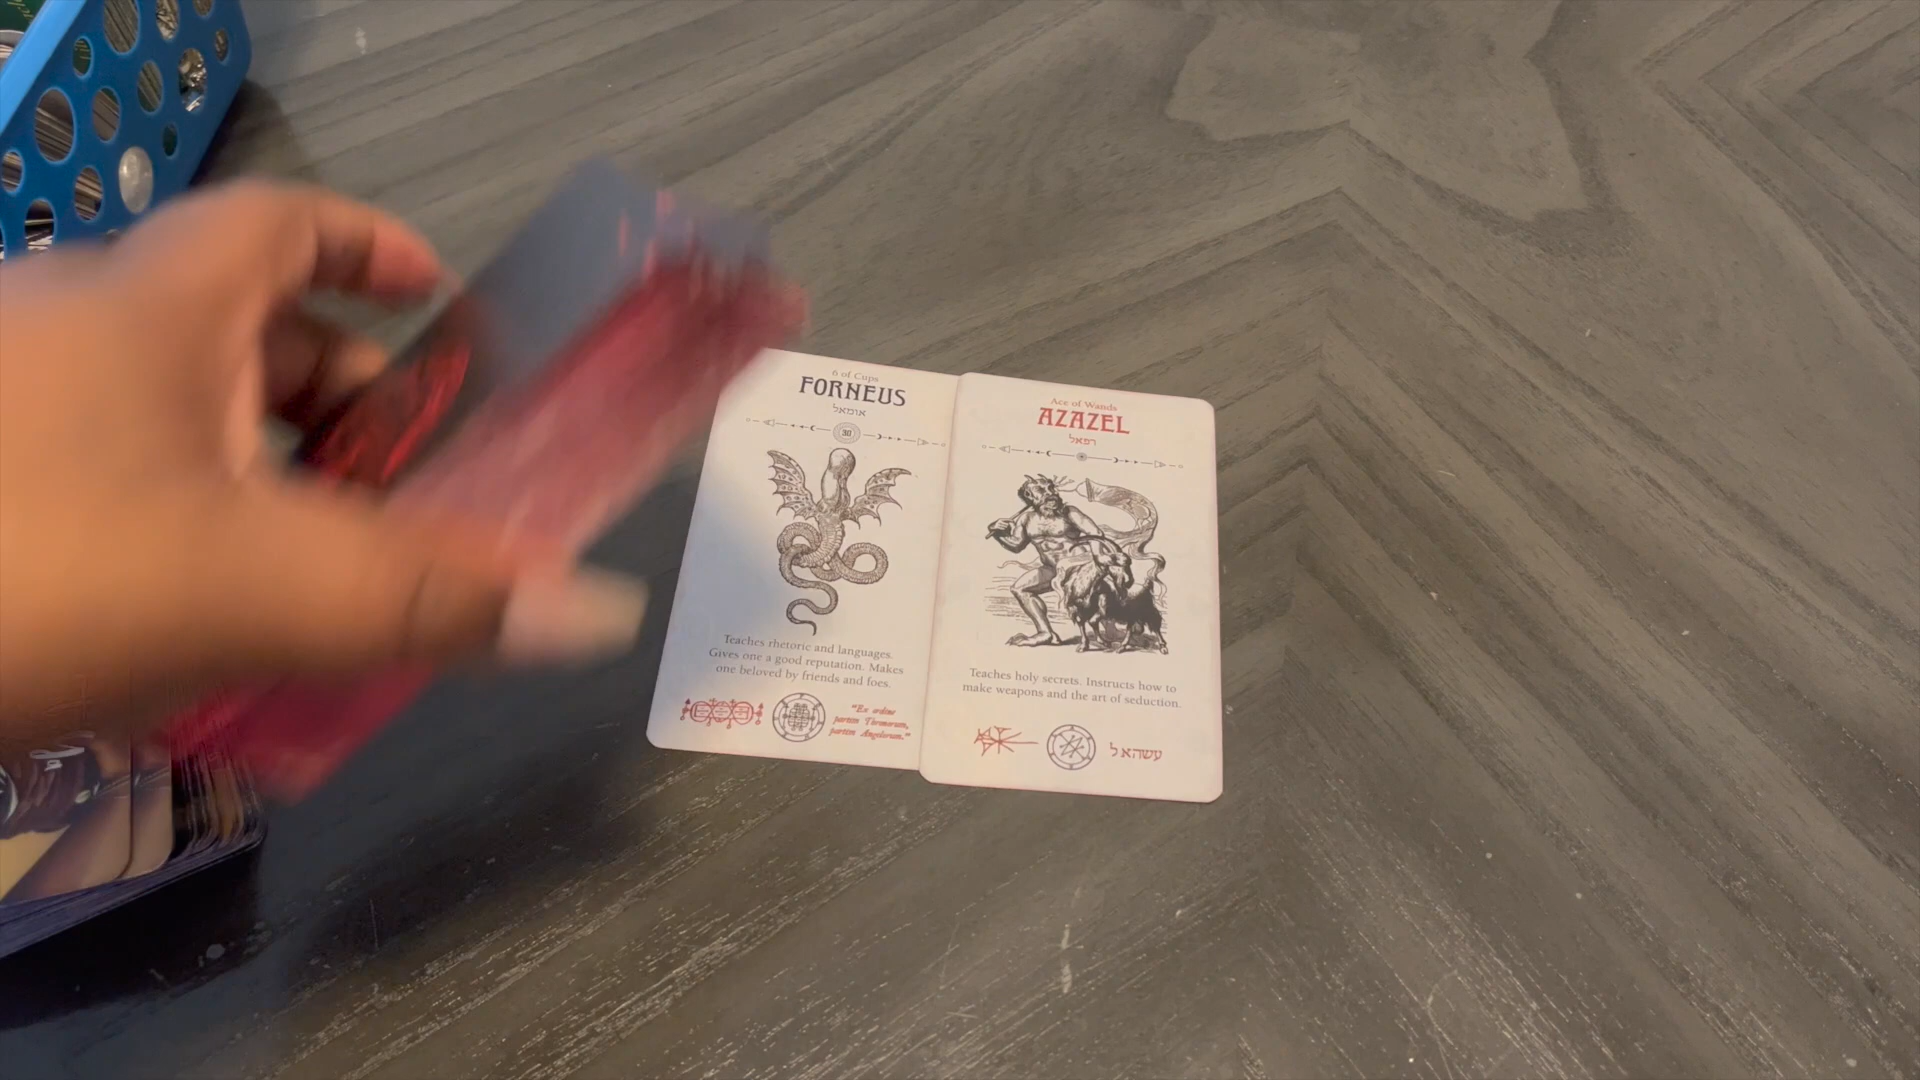 6 of Cups
FORNEUS
אומאל
30
Teaches rhetoric and languages.
Gives one a good reputation. Makes
one beloved by friends and foes.
"Ex ordine
partim Thronorum,
partim Angelorum."
Ace of Wands
AZAZEL
רפאל
Teaches holy secrets. Instructs how to
make weapons and the art of seduction.
עשהאל